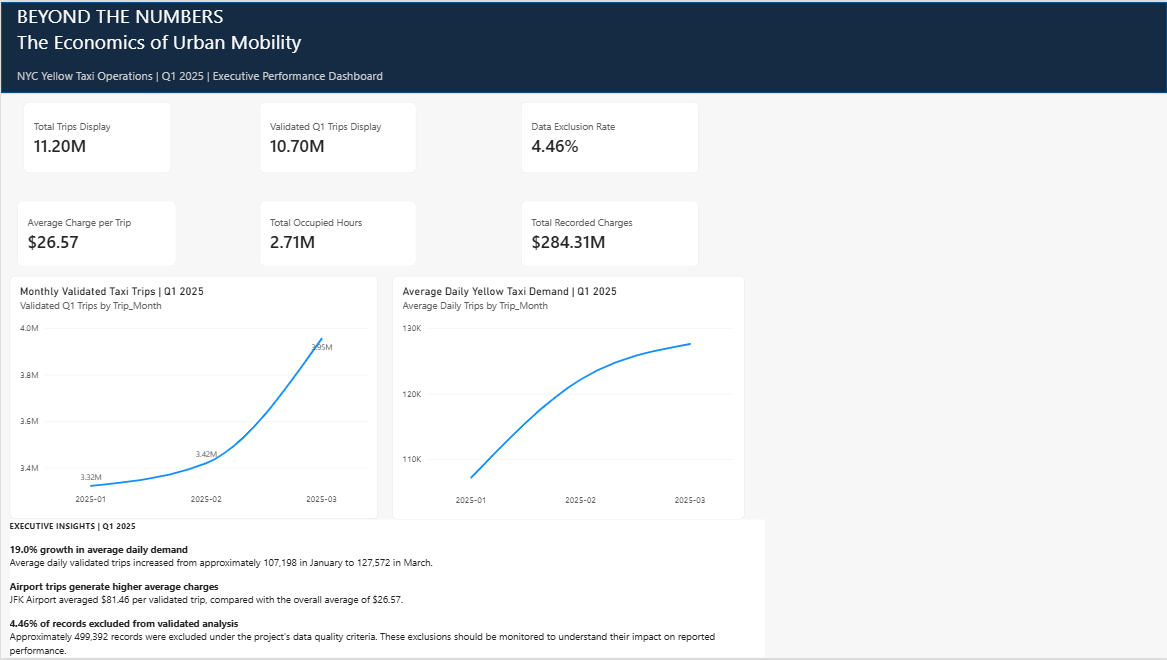 BEYOND THE NUMBERS
The Economics of Urban Mobility
NYC Yellow Taxi Operations | Q1 2025 | Executive Performance Dashboard
Total Trips Display
11.20M
Validated Q1 Trips Display
10.70M
Data Exclusion Rate
4.46%
Average Charge per Trip
$26.57
Total Occupied Hours
2.71M
Total Recorded Charges
$284.31M
Monthly Validated Taxi Trips | Q1 2025
Validated Q1 Trips by Trip_Month
4.0M
3.8M
3.6M
3.4M
3.32M
3.42M
3.95M
2025-01
2025-02
2025-03
Average Daily Yellow Taxi Demand | Q1 2025
Average Daily Trips by Trip_Month
130K
120K
110K
2025-01
2025-02
2025-03
EXECUTIVE INSIGHTS | Q1 2025
19.0% growth in average daily demand
Average daily validated trips increased from approximately 107,198 in January to 127,572 in March.
Airport trips generate higher average charges
JFK Airport averaged $81.46 per validated trip, compared with the overall average of $26.57.
4.46% of records excluded from validated analysis
Approximately 499,392 records were excluded under the project's data quality criteria. These exclusions should be monitored to understand their impact on reported
performance.